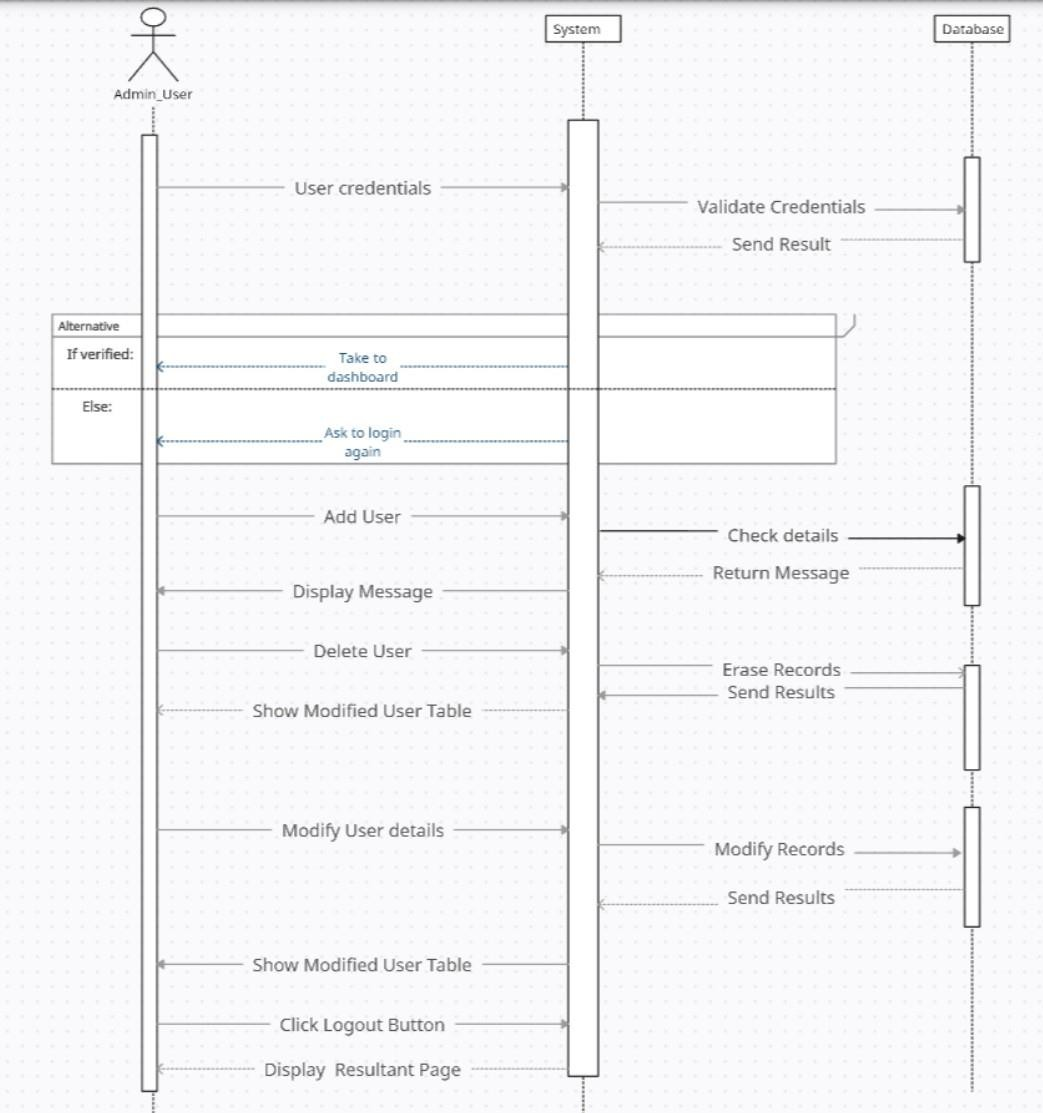 System
Database
Admin_User
User credentials
Validate Credentials
Send Result
Alternative
If verified:
Take to
dashboard
Else:
Ask to login
again
Add User
Check details
Return Message
Display Message
Delete User
Erase Records
Send Results
Show Modified User Table
Modify User details
Modify Records
Send Results
Show Modified User Table
Click Logout Button
Display Resultant Page